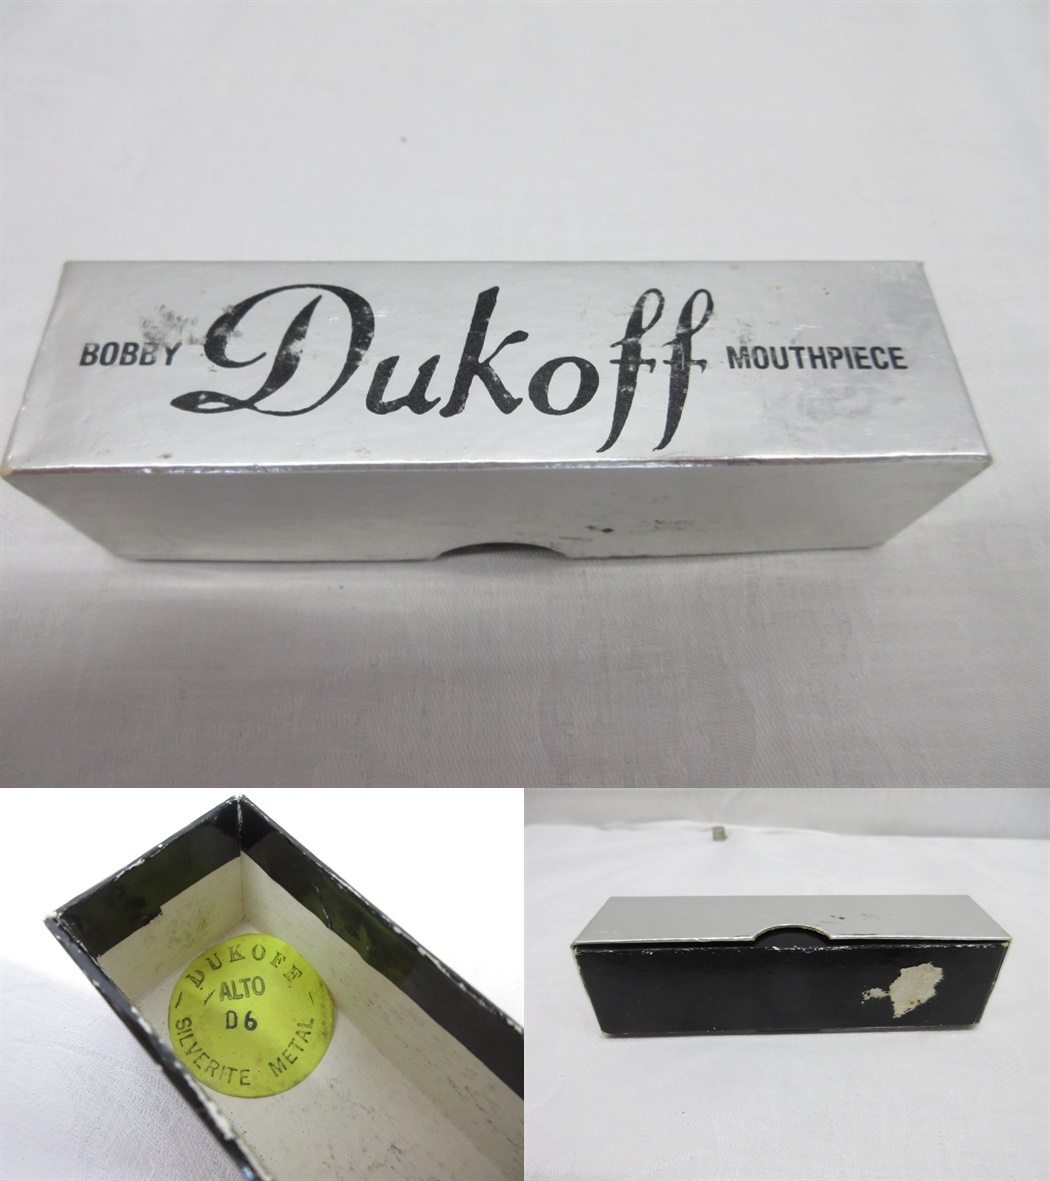 BOBBY Dukoff MOUTHPIECE
DUKOFF
ALTO
D6
SILVERITE METAL